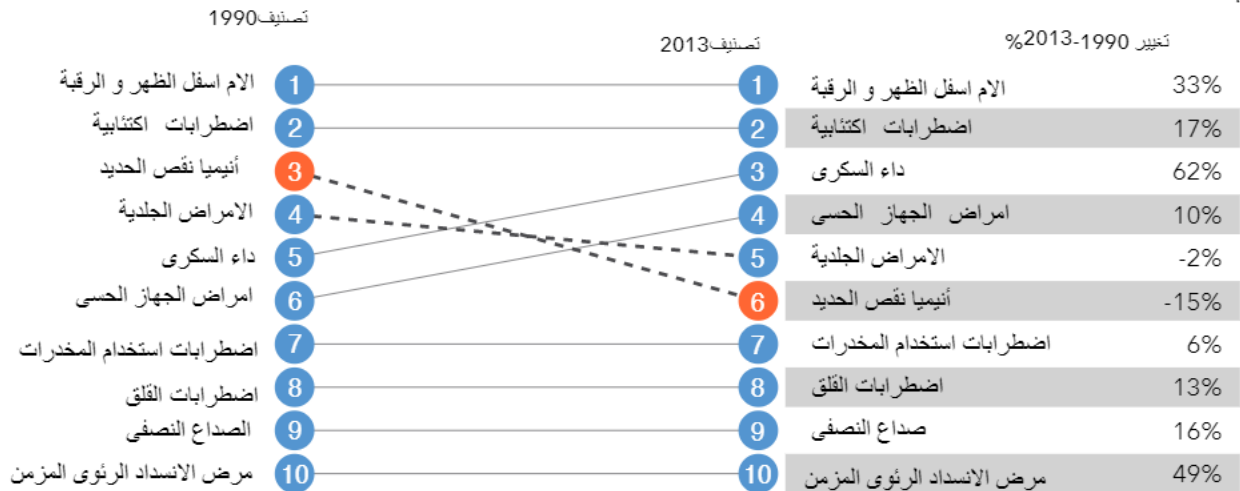 تصنيف1990
تصنيف2013
تغيير 1990-2013%
الام اسفل الظهر و الرقبة 1 1 الام اسفل الظهر و الرقبة 33%
اضطرابات اكتئابية 2 2 اضطرابات اكتئابية 17%
أنيميا نقص الحديد 3 3 داء السكرى 62%
الامراض الجلدية 4 4 امراض الجهاز الحسى 10%
داء السكرى 5 5 الامراض الجلدية -2%
امراض الجهاز الحسى 6 6 أنيميا نقص الحديد -15%
اضطرابات استخدام المخدرات 7 7 اضطرابات استخدام المخدرات 6%
اضطرابات القلق 8 8 اضطرابات القلق 13%
الصداع النصفى 9 9 صداع النصفى 16%
مرض الانسداد الرئوى المزمن 10 10 مرض الانسداد الرئوى المزمن 49%